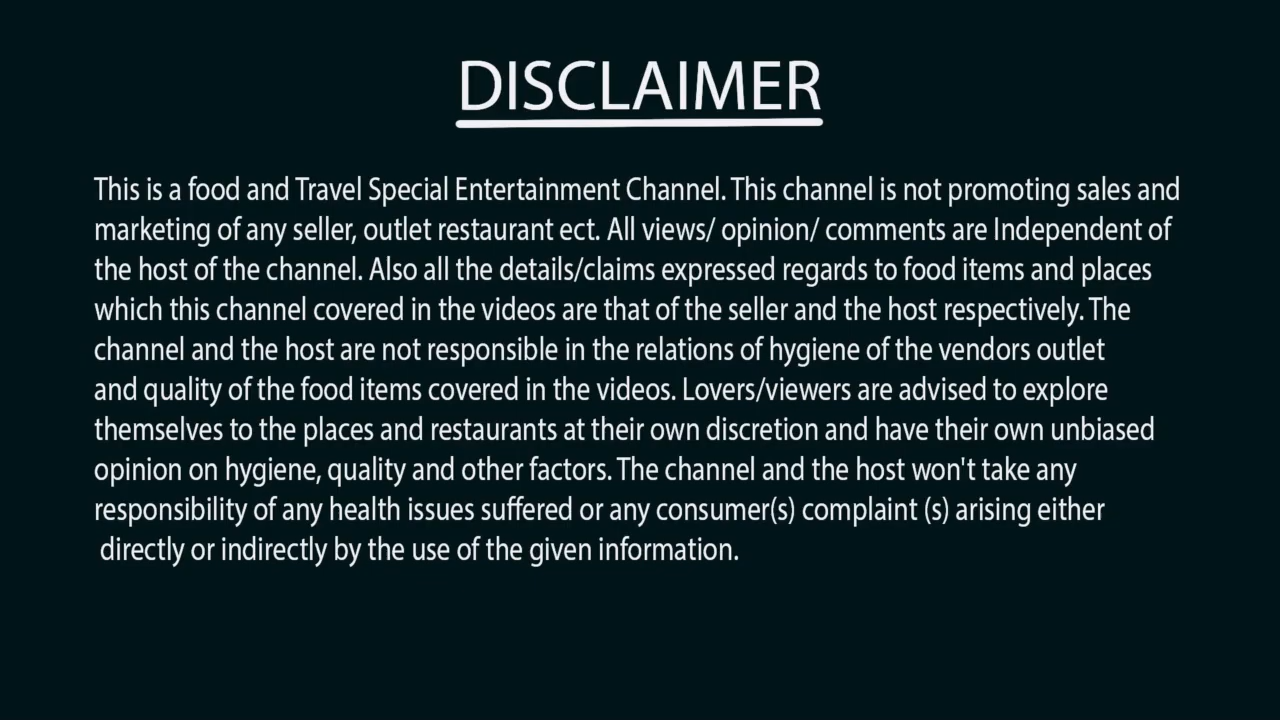 DISCLAIMER
This is a food and Travel Special Entertainment Channel. This channel is not promoting sales and
marketing of any seller, outlet restaurant ect. All views/ opinion/ comments are Independent of
the host of the channel. Also all the details/claims expressed regards to food items and places
which this channel covered in the videos are that of the seller and the host respectively. The
channel and the host are not responsible in the relations of hygiene of the vendors outlet
and quality of the food items covered in the videos. Lovers/viewers are advised to explore
themselves to the places and restaurants at their own discretion and have their own unbiased
opinion on hygiene, quality and other factors. The channel and the host won't take any
responsibility of any health issues suffered or any consumer(s) complaint (s) arising either
directly or indirectly by the use of the given information.